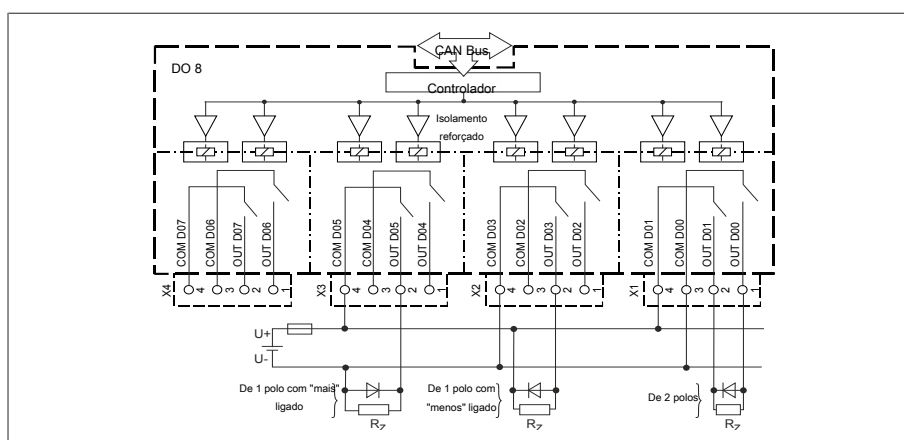 CAN Bus
DO 8
Controlador
Isolamento
reforçado
COM D07
COM D06
OUT D07
OUT D06
COM D05
COM D04
OUT D05
OUT D04
COM D03
COM D02
OUT D03
OUT D02
COM D01
COM D00
OUT D01
OUT D00
X4
4
3
2
1
X3
4
3
2
1
X2
4
3
2
1
X1
4
3
2
1
U+
U-
De 1 polo com "mais"
ligado
RZ
De 1 polo com
"menos" ligado
RZ
De 2 polos
RZ